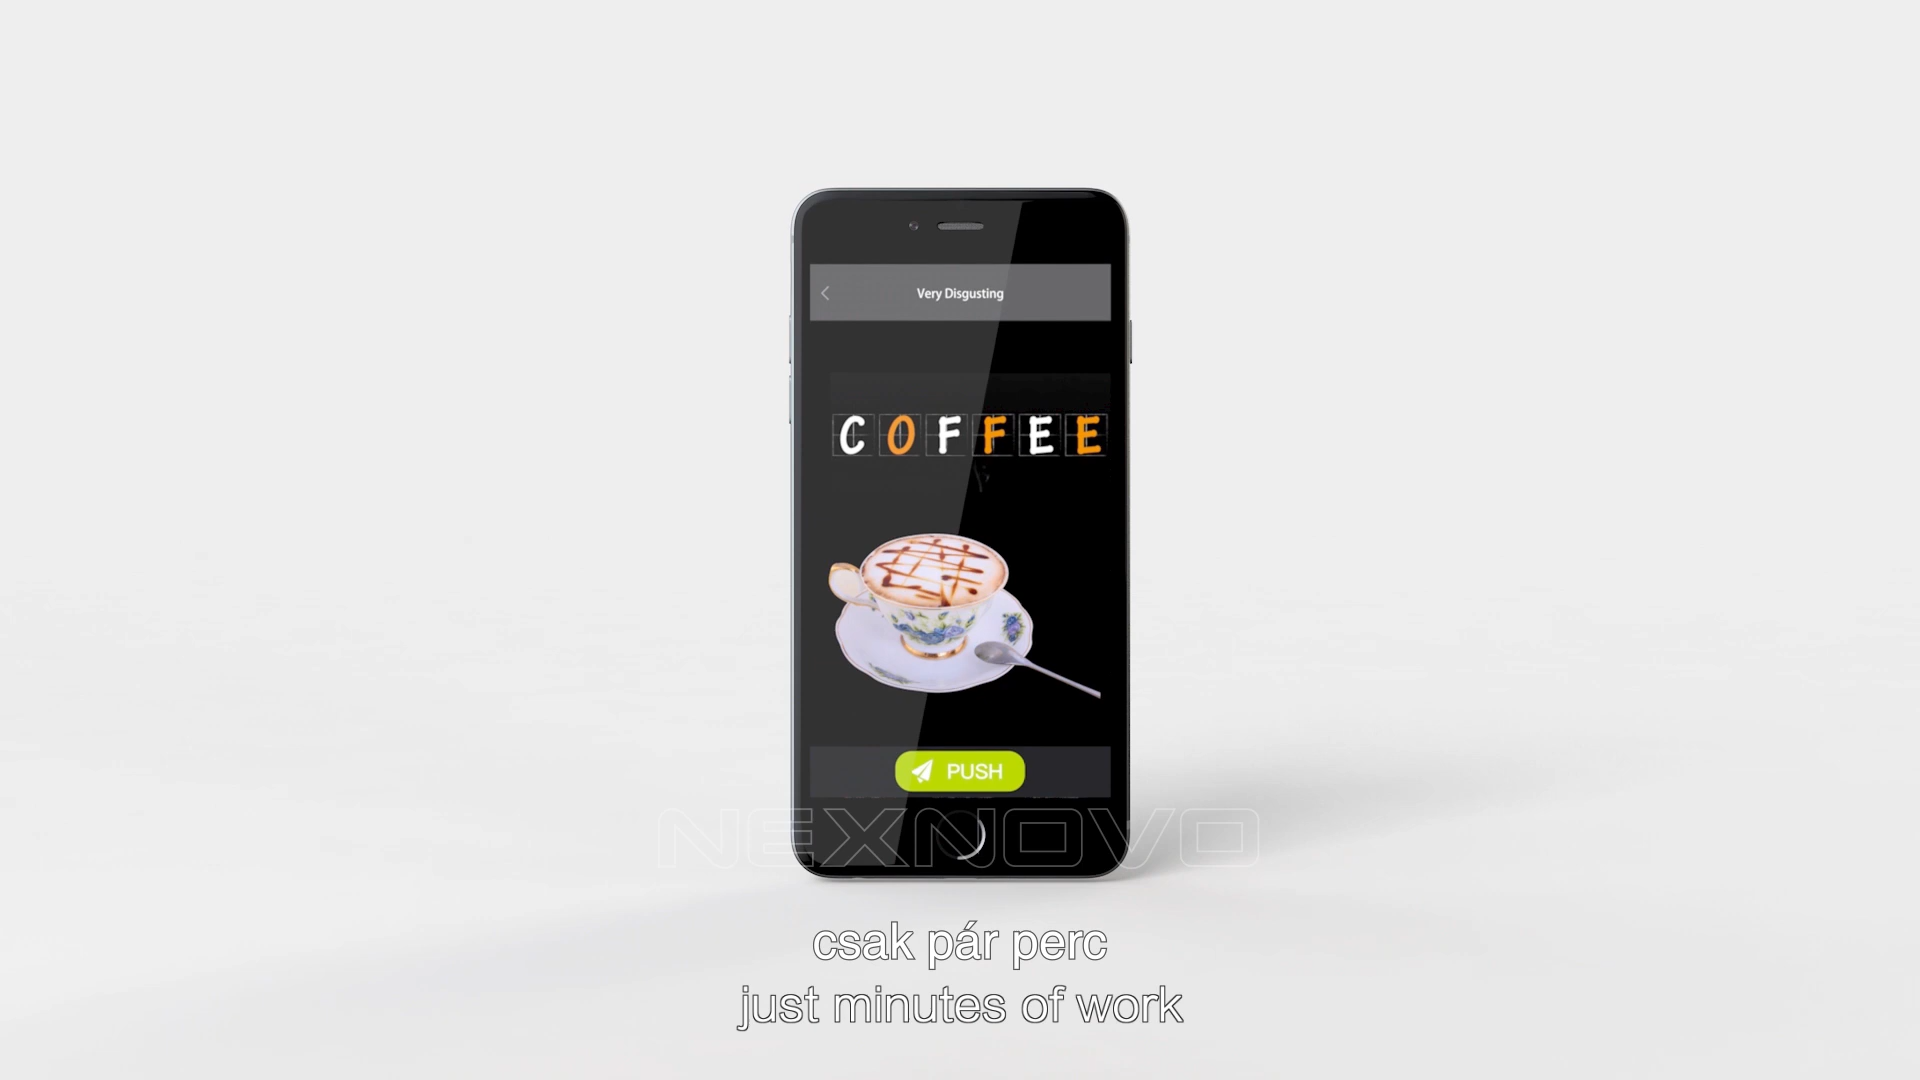 Very Disgusting
COFFEE
PUSH
NEXNOVO
csak pár perc
just minutes of work